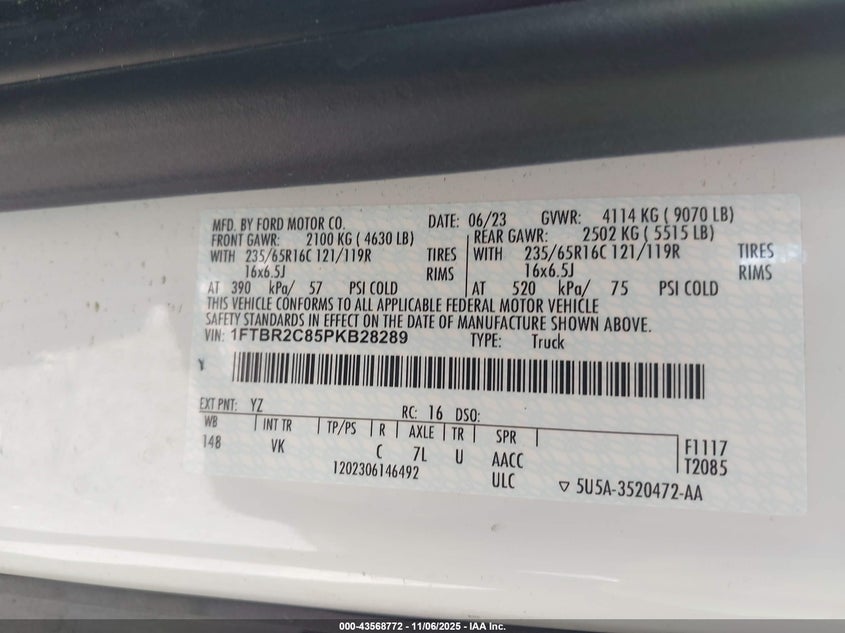 MFD. BY FORD MOTOR CO. DATE: 06/23 GVWR: 4114 KG ( 9070 LB)
FRONT GAWR: 2100 KG ( 4630 LB) REAR GAWR: 2502 KG ( 5515 LB)
WITH 235/65R16C 121/119R TIRES WITH 235/65R16C 121/119R TIRES
16x6.5J RIMS 16x6.5J RIMS
AT 390 kPa/ 57 PSI COLD AT 520 kPa/ 75 PSI COLD
THIS VEHICLE CONFORMS TO ALL APPLICABLE FEDERAL MOTOR VEHICLE
SAFETY STANDARDS IN EFFECT ON THE DATE OF MANUFACTURE SHOWN ABOVE.
VIN: 1FTBR2C85PKB28289 TYPE: Truck
Y
EXT PNT: YZ RC: 16 DSO:
WB INT TR TP/PS R AXLE TR SPR F1117
148 VK C 7L U AACC T2085
1202306146492 ULC ▽ 5U5A-3520472-AA
000-43568772 - 11/06/2025 - IAA Inc.